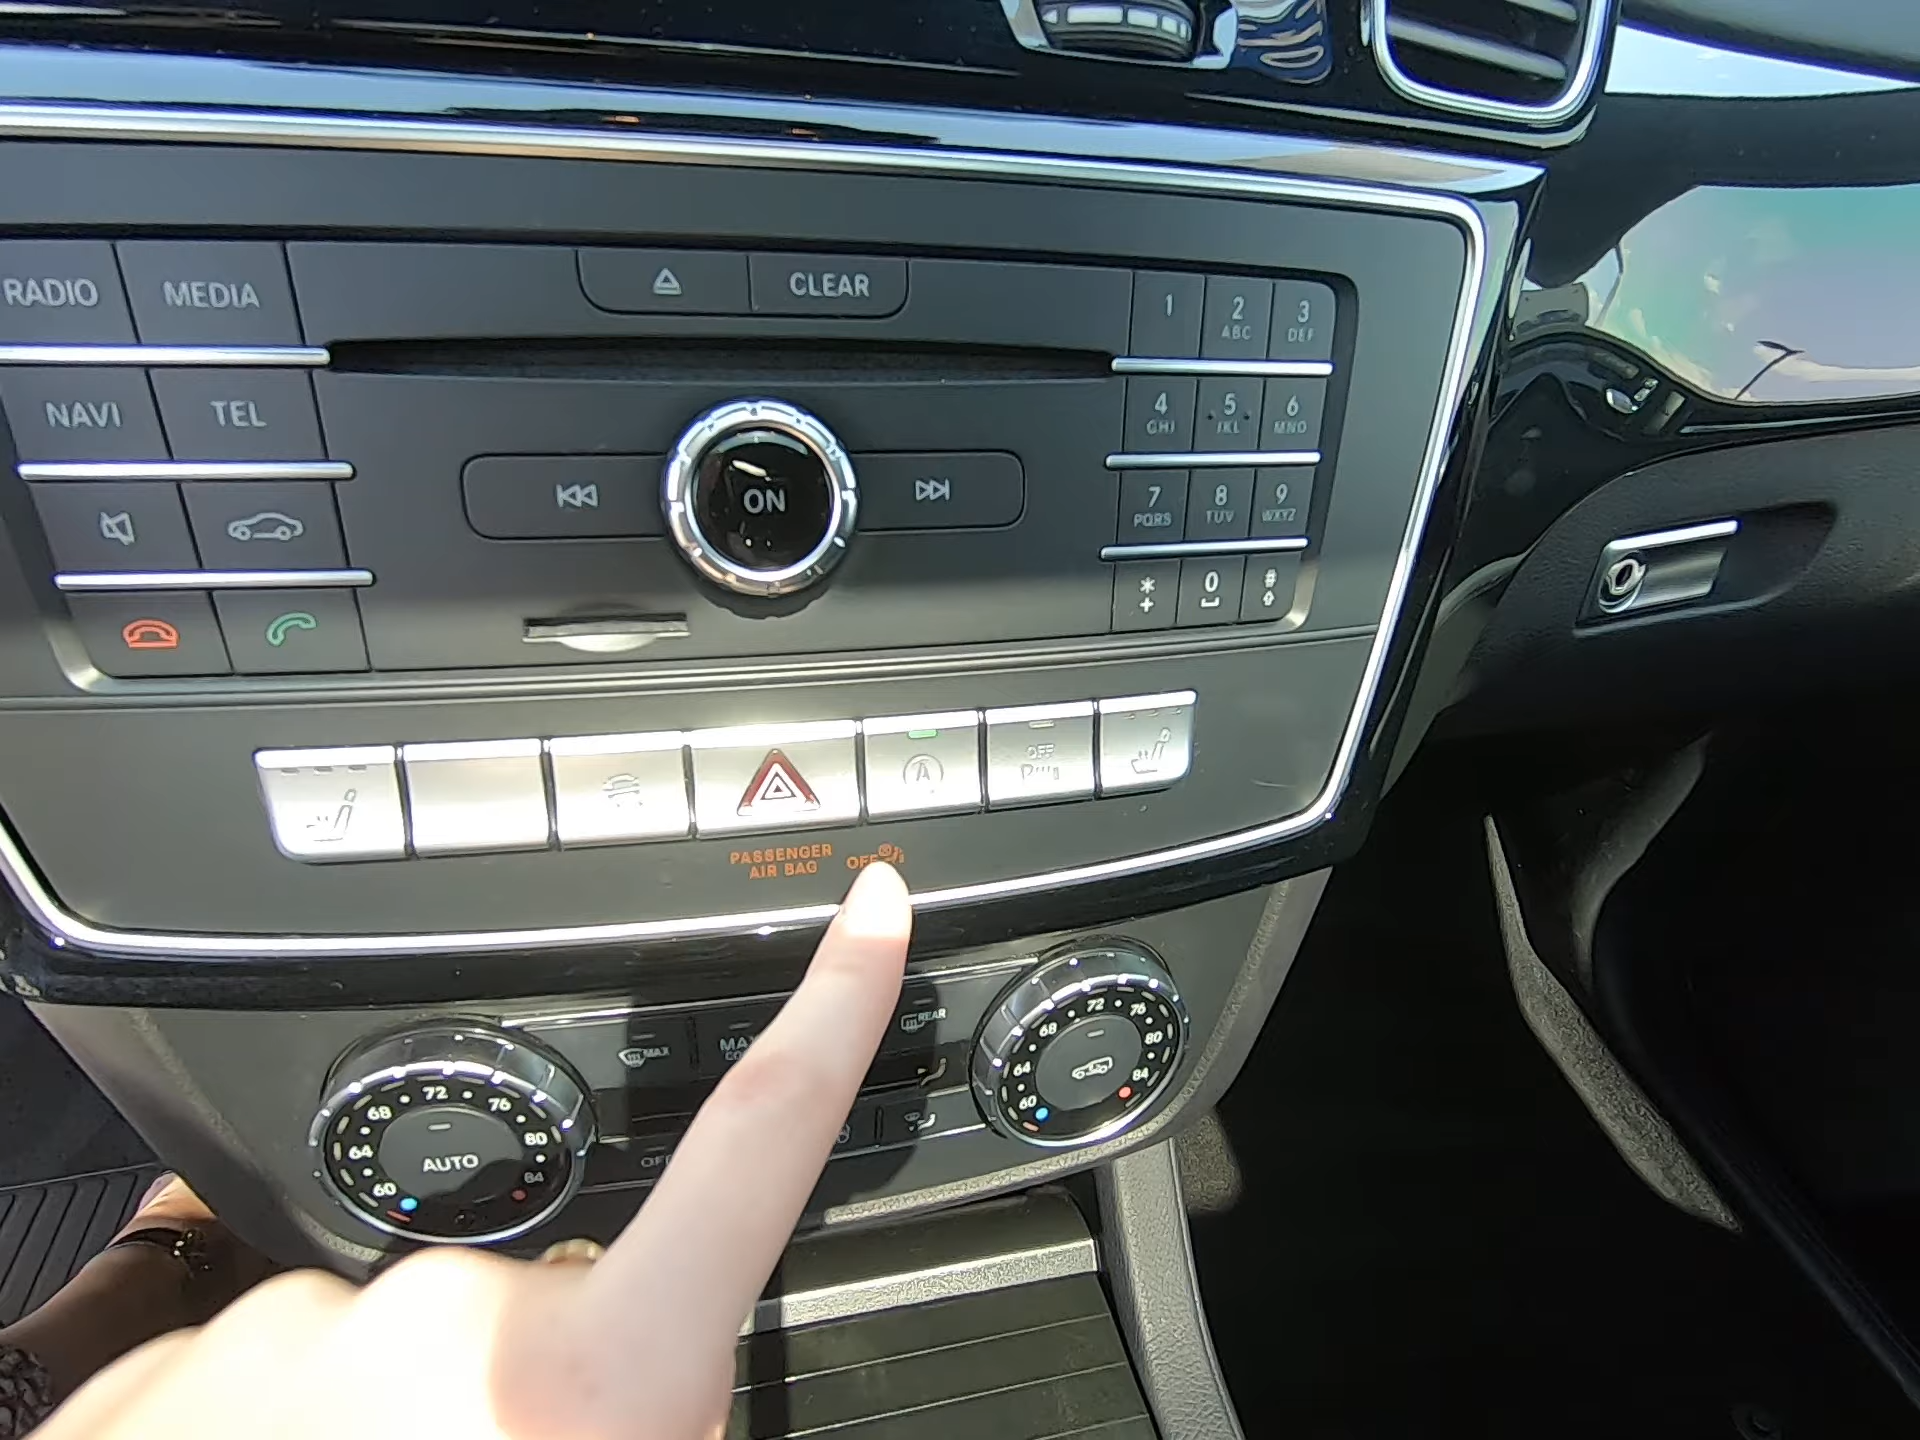 RADIO MEDIA CLEAR
1 2 3
ABC DEF
NAVI TEL
4 5 6
GHI JKL MNO
ON
7 8 9
PQRS TUV WXYZ
* 0 #
+
OFF
PASSENGER
AIR BAG
OFF
MAX
REAR
AUTO
60 64 68 72 76 80 84
60 64 68 72 76 80 84